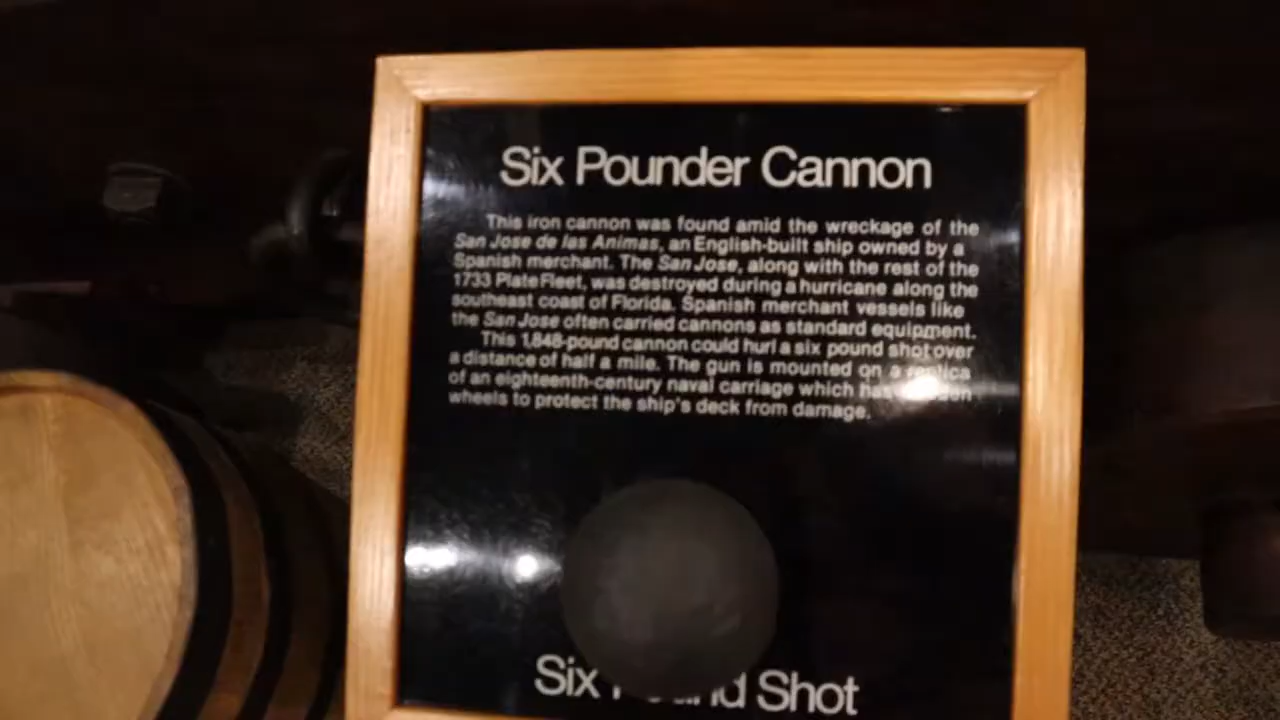 Six Pounder Cannon
This iron cannon was found amid the wreckage of the
San Jose de las Animas, an English-built ship owned by a
Spanish merchant. The San Jose, along with the rest of the
1733 Plate Fleet, was destroyed during a hurricane along the
southeast coast of Florida. Spanish merchant vessels like
the San Jose often carried cannons as standard equipment.
This 1,848-pound cannon could hurl a six pound shot over
a distance of half a mile. The gun is mounted on a replica
of an eighteenth-century naval carriage which has
wheels to protect the ship's deck from damage.
Six Shot